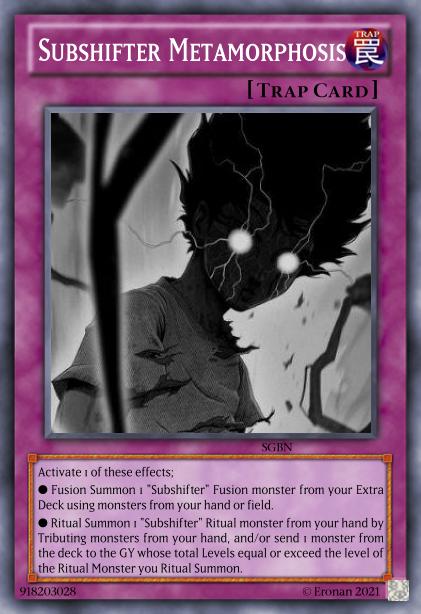 SUBSHIFTER METAMORPHOSIS
TRAP
罠
[ TRAP CARD ]
SGBN
Activate 1 of these effects;
● Fusion Summon 1 "Subshifter" Fusion monster from your Extra
Deck using monsters from your hand or field.
● Ritual Summon 1 "Subshifter" Ritual monster from your hand by
Tributing monsters from your hand, and/or send 1 monster from
the deck to the GY whose total Levels equal or exceed the level of
the Ritual Monster you Ritual Summon.
918203028
© Eronan 2021